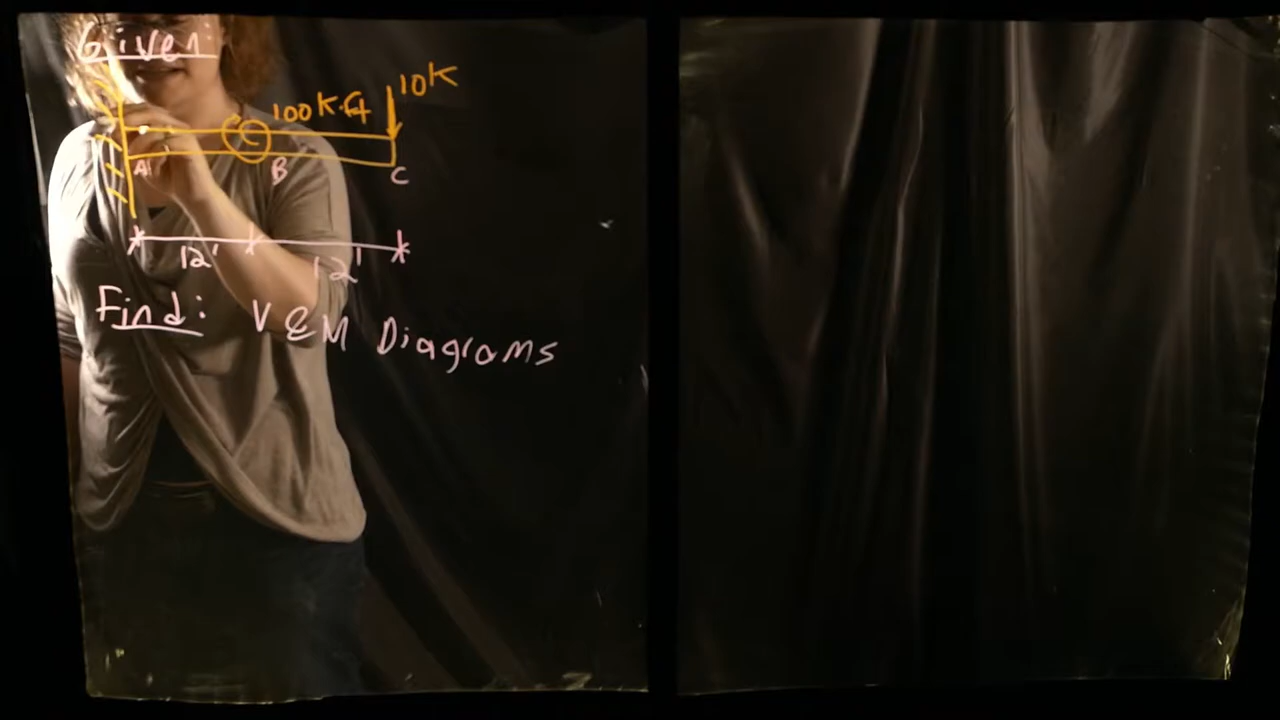 Given:
10K
100K·ft
A B C
12' 12'
Find: V & M Diagrams